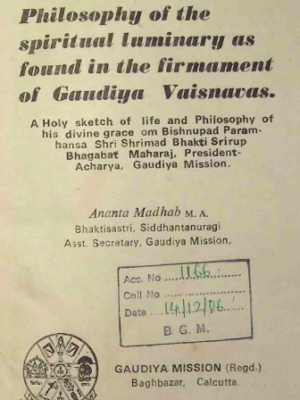 Philosophy of the
spiritual luminary as
found in the firmament
of Gaudiya Vaisnavas.
A Holy sketch of life and Philosophy of
his divine grace om Bishnupad Param-
hansa Shri Shrimad Bhakti Srirup
Bhagabat Maharaj, President-
Acharya, Gaudiya Mission.
Ananta Madhab M. A.
Bhaktisastri, Siddhantanuragi
Asst. Secretary, Gaudiya Mission,
Acc. No 1166
Coll No
Date 14/12/06
B. G. M.
GAUDIYA MISSION (Regd.)
Baghbazar, Calcutta